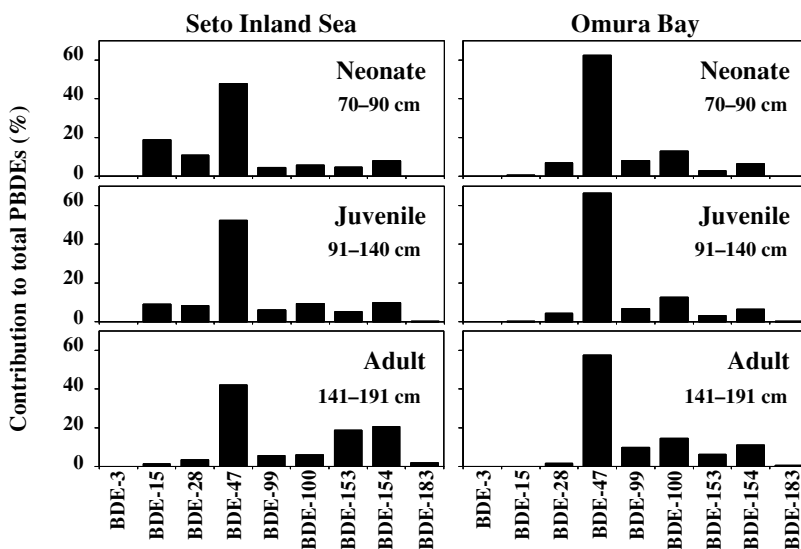 Seto Inland Sea
Omura Bay
Contribution to total PBDEs (%)
60
40
20
0
Neonate
70–90 cm
Neonate
70–90 cm
60
40
20
0
Juvenile
91–140 cm
Juvenile
91–140 cm
60
40
20
0
Adult
141–191 cm
Adult
141–191 cm
BDE-3
BDE-15
BDE-28
BDE-47
BDE-99
BDE-100
BDE-153
BDE-154
BDE-183
BDE-3
BDE-15
BDE-28
BDE-47
BDE-99
BDE-100
BDE-153
BDE-154
BDE-183